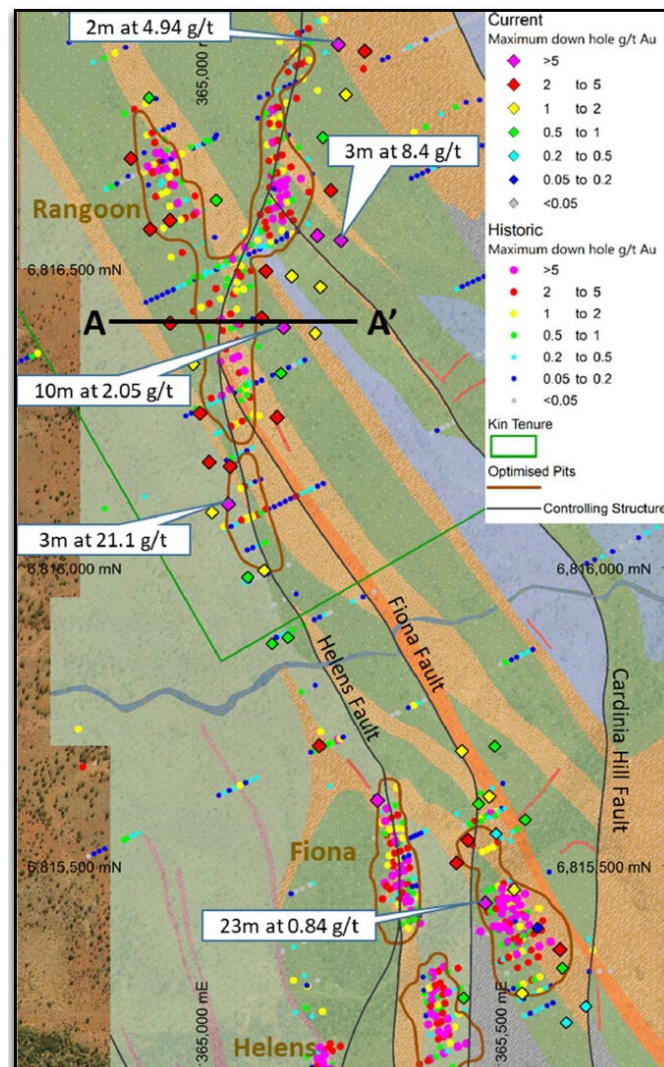 2m at 4.94 g/t
365,000 m
3m at 8.4 g/t
Rangoon
6,816,500 mN
A
A’
10m at 2.05 g/t
3m at 21.1 g/t
6,816,000 mN
6,816,000 mN
Helens Fault
Fiona Fault
Cardinia Hill Fault
Fiona
6,815,500 mN
6,815,500 mN
23m at 0.84 g/t
365,000 mE
365,500 mE
Helens
Current
Maximum down hole g/t Au
>5
2 to 5
1 to 2
0.5 to 1
0.2 to 0.5
0.05 to 0.2
<0.05
Historic
Maximum down hole g/t Au
>5
2 to 5
1 to 2
0.5 to 1
0.2 to 0.5
0.05 to 0.2
<0.05
Kin Tenure
Optimised Pits
Controlling Structure